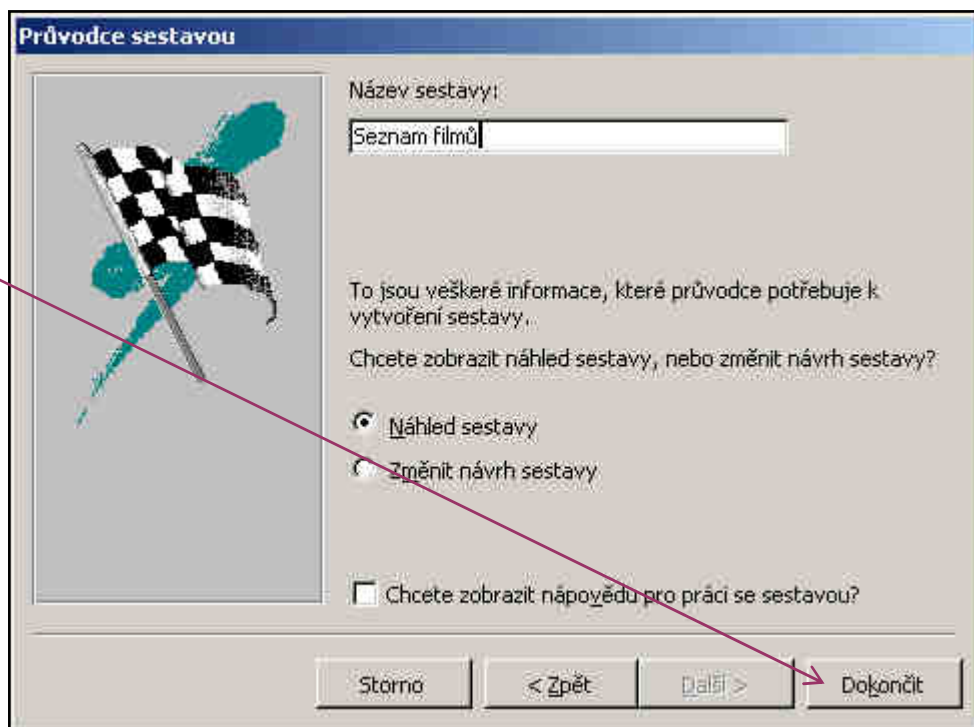 Průvodce sestavou
Název sestavy:
Seznam filmů
To jsou veškeré informace, které průvodce potřebuje k
vytvoření sestavy.
Chcete zobrazit náhled sestavy, nebo změnit návrh sestavy?
Náhled sestavy
Změnit návrh sestavy
Chcete zobrazit nápovědu pro práci se sestavou?
Storno
< Zpět
Další >
Dokončit